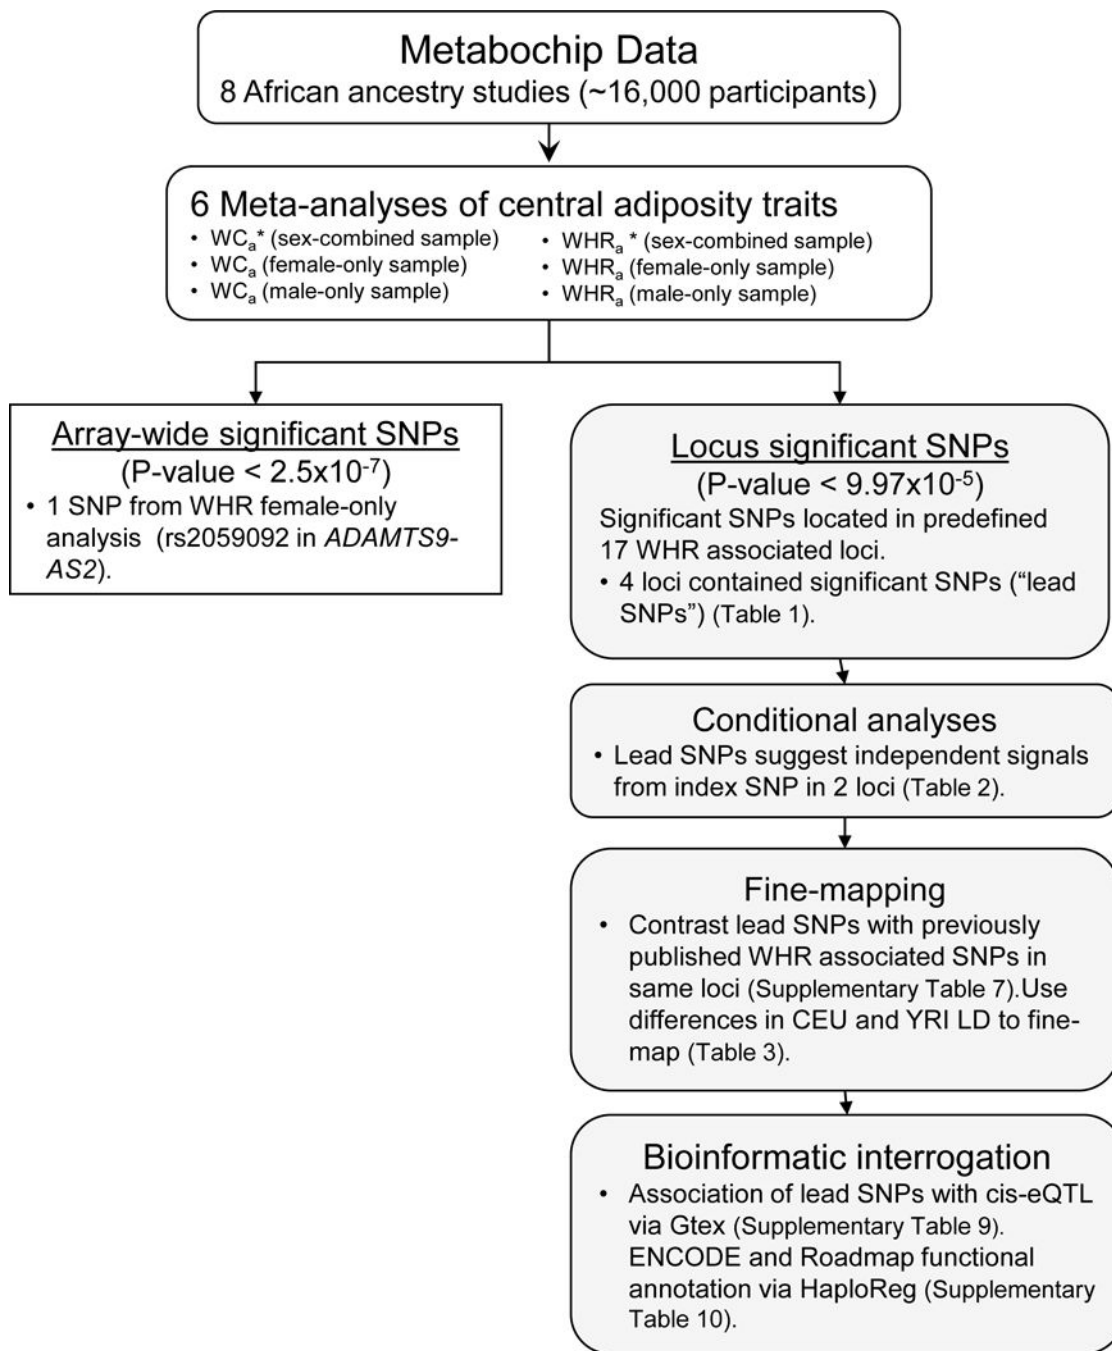 Metabochip Data
8 African ancestry studies (~16,000 participants)
6 Meta-analyses of central adiposity traits
• WCa* (sex-combined sample)
• WCa (female-only sample)
• WCa (male-only sample)
• WHRa * (sex-combined sample)
• WHRa (female-only sample)
• WHRa (male-only sample)
Array-wide significant SNPs
(P-value < 2.5x10-7)
• 1 SNP from WHR female-only
analysis (rs2059092 in ADAMTS9-
AS2).
Locus significant SNPs
(P-value < 9.97x10-5)
Significant SNPs located in predefined
17 WHR associated loci.
• 4 loci contained significant SNPs (“lead
SNPs”) (Table 1).
Conditional analyses
• Lead SNPs suggest independent signals
from index SNP in 2 loci (Table 2).
Fine-mapping
• Contrast lead SNPs with previously
published WHR associated SNPs in
same loci (Supplementary Table 7).Use
differences in CEU and YRI LD to fine-
map (Table 3).
Bioinformatic interrogation
• Association of lead SNPs with cis-eQTL
via Gtex (Supplementary Table 9).
ENCODE and Roadmap functional
annotation via HaploReg (Supplementary
Table 10).